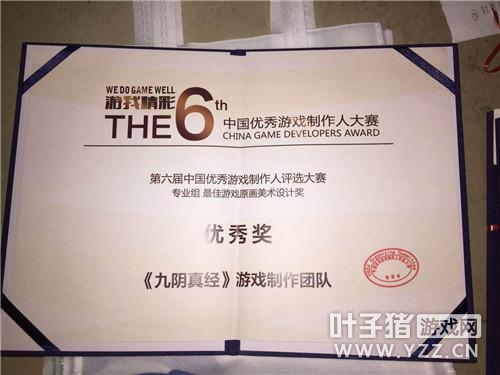 WE DO GAME WELL
游我精彩
THE 6th
中国优秀游戏制作人大赛
CHINA GAME DEVELOPERS AWARD
第六届中国优秀游戏制作人评选大赛
专业组 最佳游戏原画美术设计奖
优秀奖
《九阴真经》游戏制作团队
叶子猪游戏网
WWW.YZZ.CN